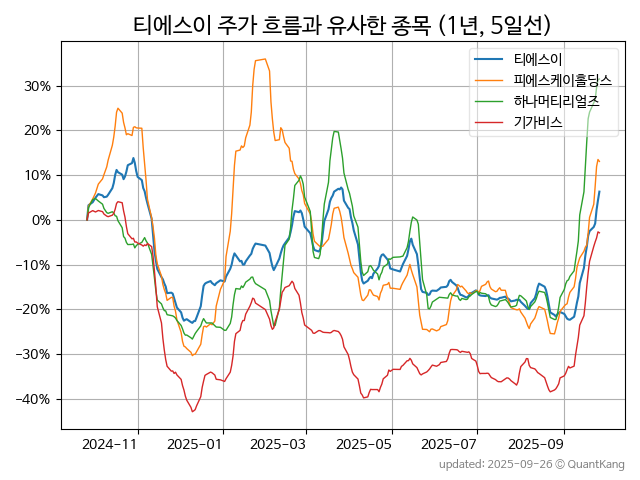 티에스이 주가 흐름과 유사한 종목 (1년, 5일선)
티에스이
피에스케이홀딩스
하나머티리얼즈
기가비스
30%
20%
10%
0%
−10%
−20%
−30%
−40%
2024-11
2025-01
2025-03
2025-05
2025-07
2025-09
updated: 2025-09-26 © QuantKang